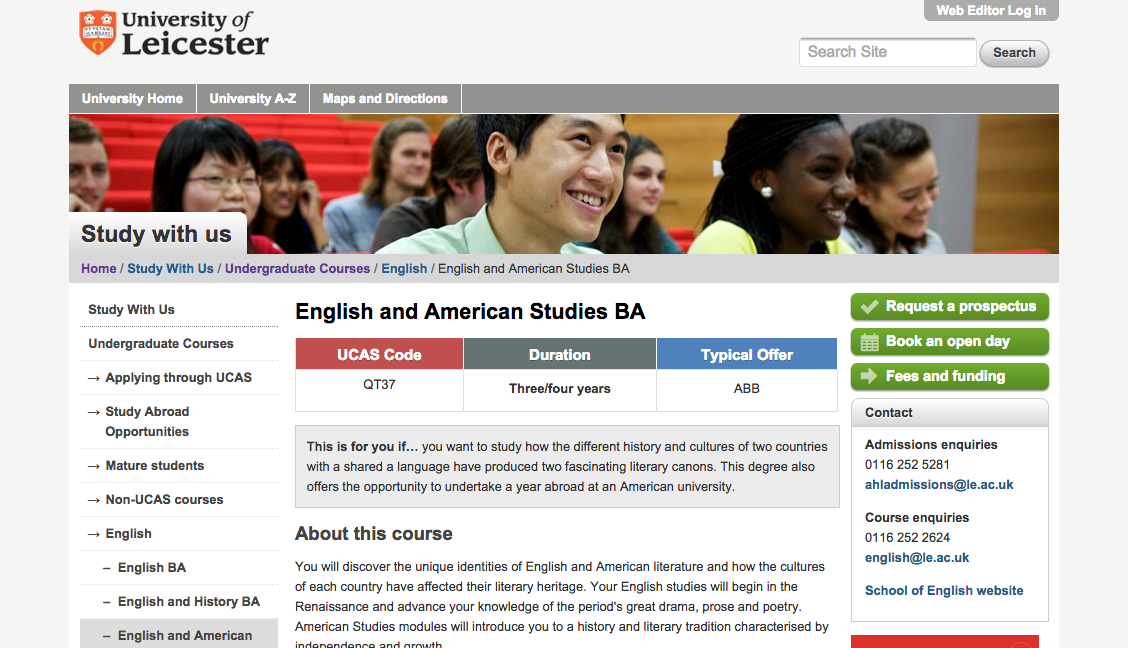 University of
Leicester
Web Editor Log in
Search Site
Search
University Home
University A-Z
Maps and Directions
Study with us
Home / Study With Us / Undergraduate Courses / English / English and American Studies BA
Study With Us
Undergraduate Courses
→ Applying through UCAS
→ Study Abroad
Opportunities
→ Mature students
→ Non-UCAS courses
→ English
– English BA
– English and History BA
– English and American
English and American Studies BA
UCAS Code
Duration
Typical Offer
QT37
Three/four years
ABB
This is for you if… you want to study how the different history and cultures of two countries
with a shared a language have produced two fascinating literary canons. This degree also
offers the opportunity to undertake a year abroad at an American university.
About this course
You will discover the unique identities of English and American literature and how the cultures
of each country have affected their literary heritage. Your English studies will begin in the
Renaissance and advance your knowledge of the period's great drama, prose and poetry.
American Studies modules will introduce you to a history and literary tradition characterised by
independence and growth.
Request a prospectus
Book an open day
Fees and funding
Contact
Admissions enquiries
0116 252 5281
ahladmissions@le.ac.uk
Course enquiries
0116 252 2624
english@le.ac.uk
School of English website